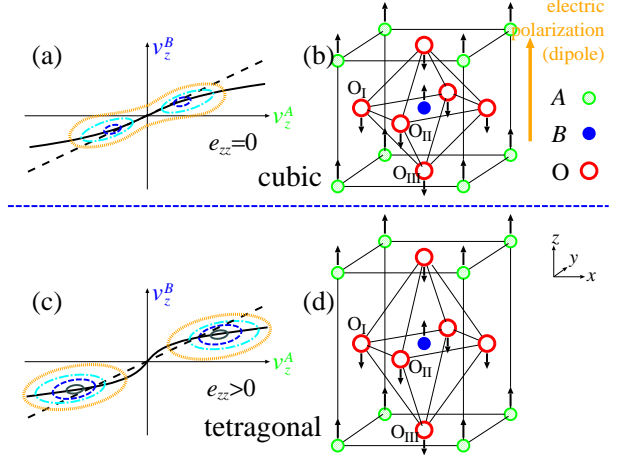 (a)
v_z^B
v_z^A
e_zz=0
cubic
(b)
O_I
O_II
O_III
electric
polarization
(dipole)
A
B
O
(c)
v_z^B
v_z^A
e_zz>0
tetragonal
(d)
O_I
O_II
O_III
z
y
x